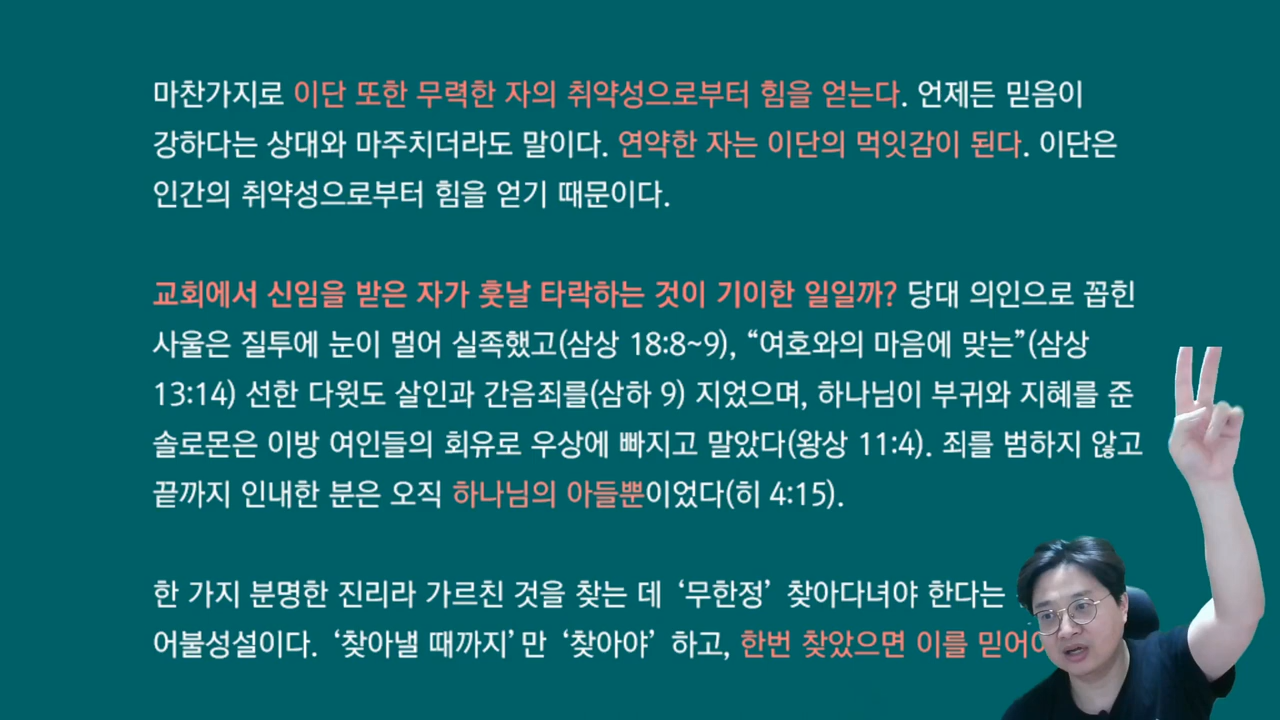 마찬가지로 이단 또한 무력한 자의 취약성으로부터 힘을 얻는다. 언제든 믿음이
강하다는 상대와 마주치더라도 말이다. 연약한 자는 이단의 먹잇감이 된다. 이단은
인간의 취약성으로부터 힘을 얻기 때문이다.
교회에서 신임을 받은 자가 훗날 타락하는 것이 기이한 일일까? 당대 의인으로 꼽힌
사울은 질투에 눈이 멀어 실족했고(삼상 18:8~9), “여호와의 마음에 맞는”(삼상
13:14) 선한 다윗도 살인과 간음죄를(삼하 9) 지었으며, 하나님이 부귀와 지혜를 준
솔로몬은 이방 여인들의 회유로 우상에 빠지고 말았다(왕상 11:4). 죄를 범하지 않고
끝까지 인내한 분은 오직 하나님의 아들뿐이었다(히 4:15).
한 가지 분명한 진리라 가르친 것을 찾는 데 ‘무한정’ 찾아다녀야 한다는
어불성설이다. ‘찾아낼 때까지’만 ‘찾아야’ 하고, 한번 찾았으면 이를